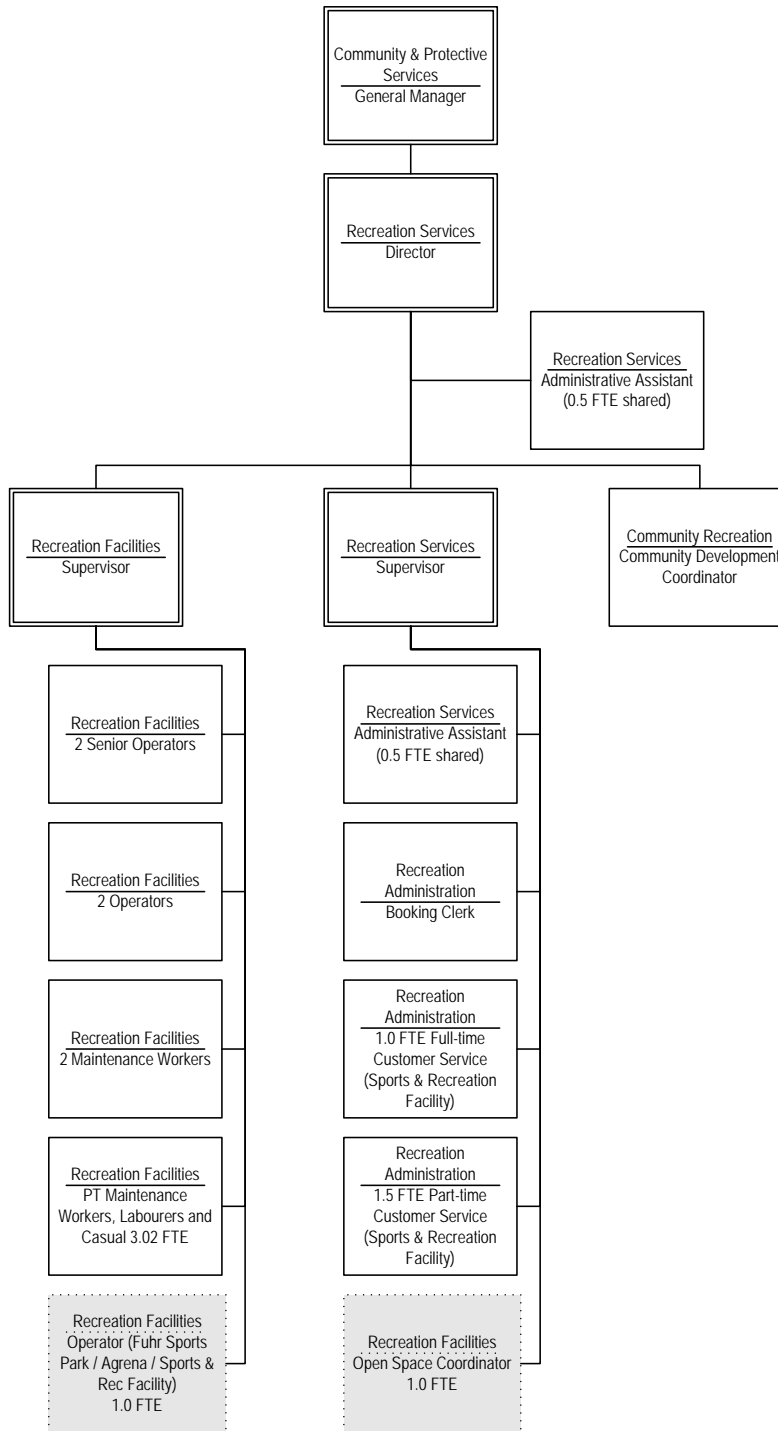 Community & Protective
Services
General Manager
Recreation Services
Director
Recreation Services
Administrative Assistant
(0.5 FTE shared)
Recreation Facilities
Supervisor
Recreation Services
Supervisor
Community Recreation
Community Development
Coordinator
Recreation Facilities
2 Senior Operators
Recreation Services
Administrative Assistant
(0.5 FTE shared)
Recreation Facilities
2 Operators
Recreation
Administration
Booking Clerk
Recreation Facilities
2 Maintenance Workers
Recreation
Administration
1.0 FTE Full-time
Customer Service
(Sports & Recreation
Facility)
Recreation Facilities
PT Maintenance
Workers, Labourers and
Casual 3.02 FTE
Recreation
Administration
1.5 FTE Part-time
Customer Service
(Sports & Recreation
Facility)
Recreation Facilities
Operator (Fuhr Sports
Park / Agrena / Sports &
Rec Facility)
1.0 FTE
Recreation Facilities
Open Space Coordinator
1.0 FTE